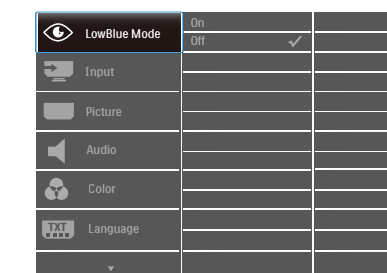 LowBlue Mode
On
Off
Input
Picture
Audio
Color
TXT
Language